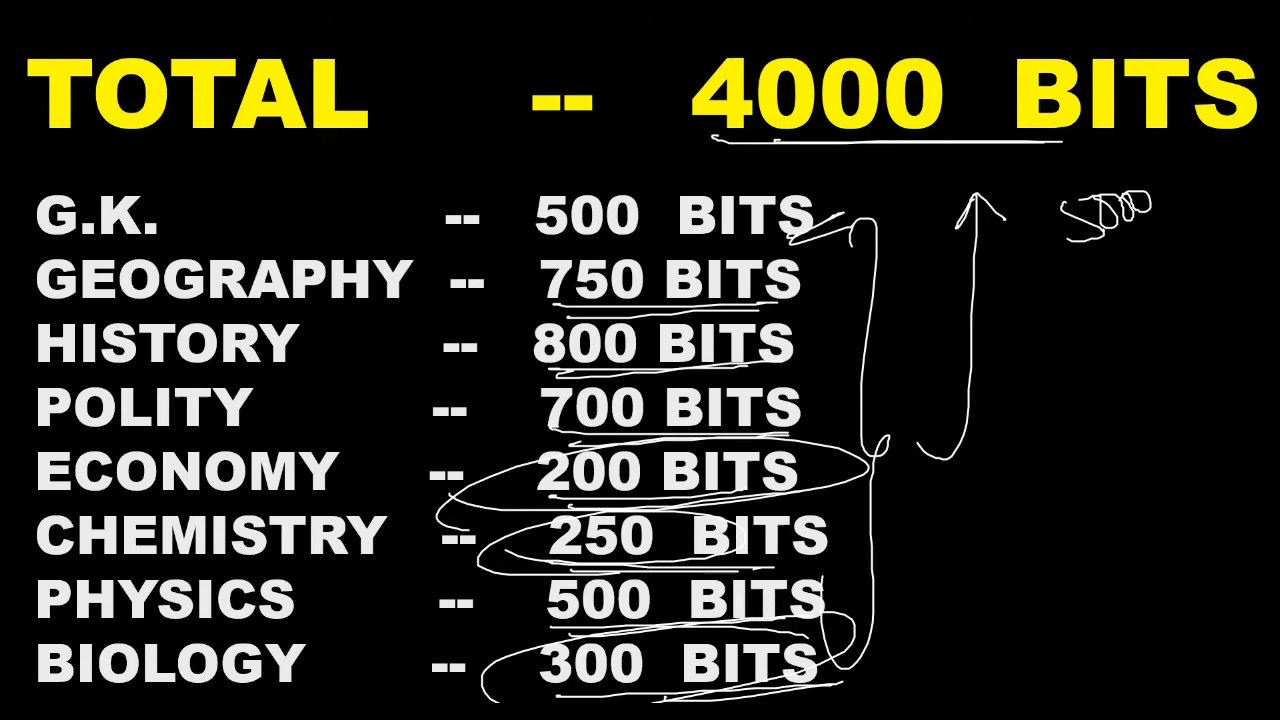 TOTAL -- 4000 BITS
G.K. -- 500 BITS 500
GEOGRAPHY -- 750 BITS
HISTORY -- 800 BITS
POLITY -- 700 BITS
ECONOMY -- 200 BITS
CHEMISTRY -- 250 BITS
PHYSICS -- 500 BITS
BIOLOGY -- 300 BITS